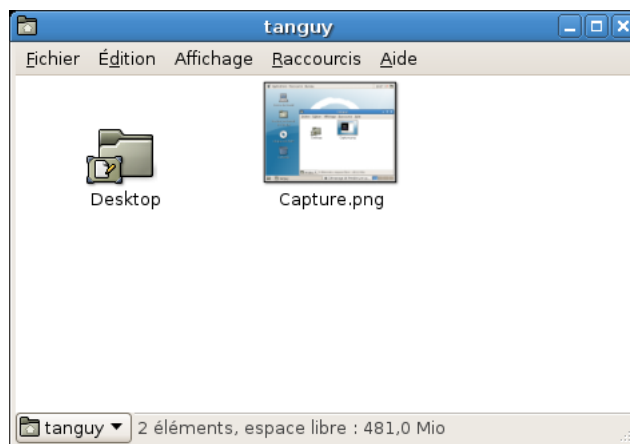 tanguy
Fichier Édition Affichage Raccourcis Aide
Desktop Capture.png
tanguy 2 éléments, espace libre : 481,0 Mio